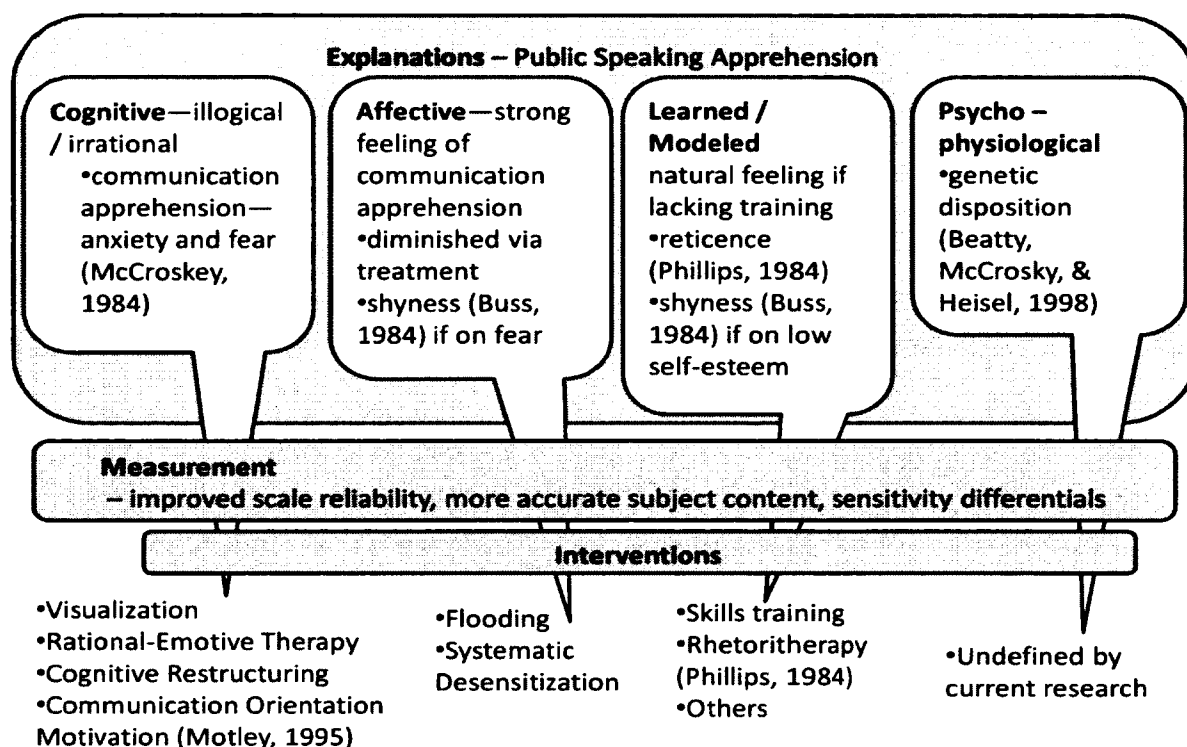 Explanations – Public Speaking Apprehension
Cognitive—illogical
/ irrational
•communication
apprehension—
anxiety and fear
(McCroskey,
1984)
Affective—strong
feeling of
communication
apprehension
•diminished via
treatment
•shyness (Buss,
1984) if on fear
Learned /
Modeled
natural feeling if
lacking training
•reticence
(Phillips, 1984)
•shyness (Buss,
1984) if on low
self-esteem
Psycho –
physiological
•genetic
disposition
(Beatty,
McCrosky, &
Heisel, 1998)
Measurement
– improved scale reliability, more accurate subject content, sensitivity differentials
Interventions
•Visualization
•Rational-Emotive Therapy
•Cognitive Restructuring
•Communication Orientation
Motivation (Motley, 1995)
•Flooding
•Systematic
Desensitization
•Skills training
•Rhetoritherapy
(Phillips, 1984)
•Others
•Undefined by
current research